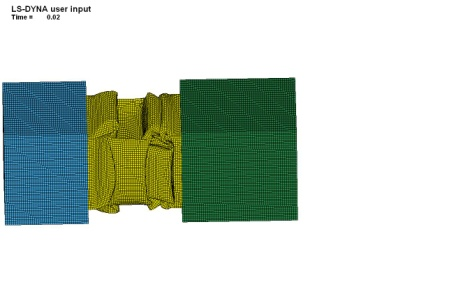 LS-DYNA user input
Time = 0.02